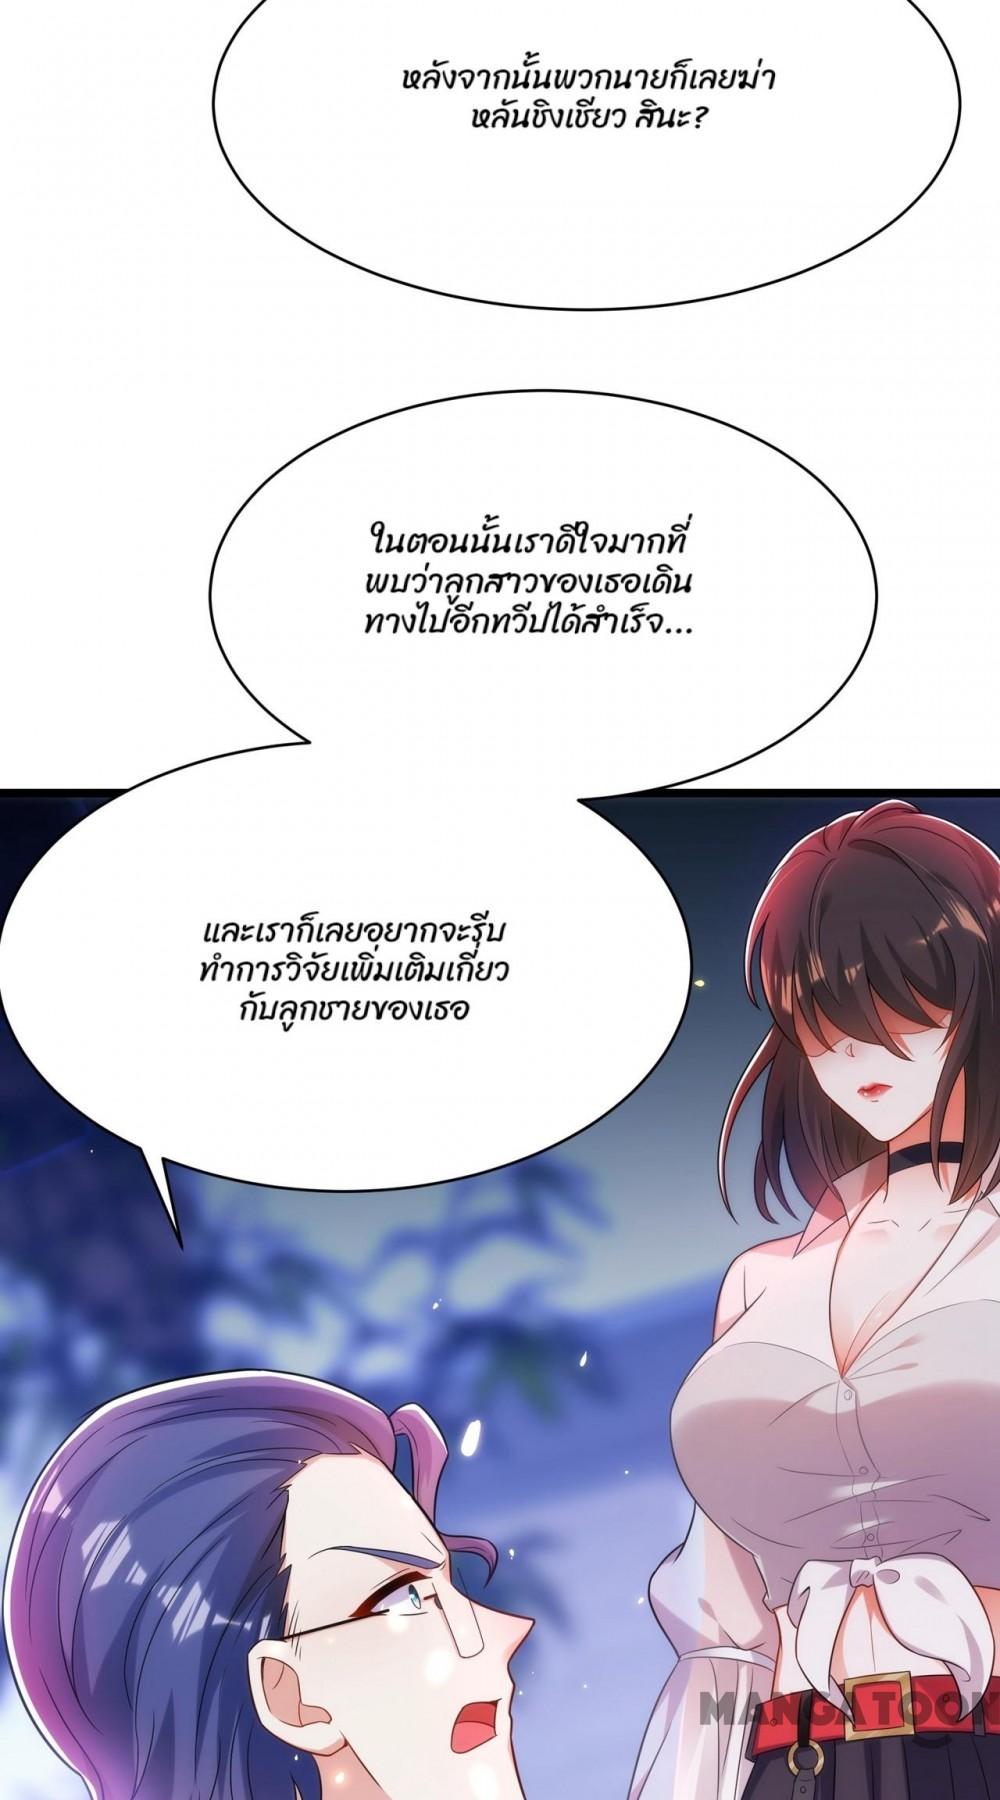 หลังจากนั้นพวกนายก็เลยฆ่า
หลันชิงเชียว สินะ?
ในตอนนั้นเราดีใจมากที่
พบว่าลูกสาวของเธอเดิน
ทางไปอีกทวีปได้สำเร็จ...
และเราก็เลยอยากจะรีบ
ทำการวิจัยเพิ่มเติมเกี่ยว
กับลูกชายของเธอ
MANGATOON